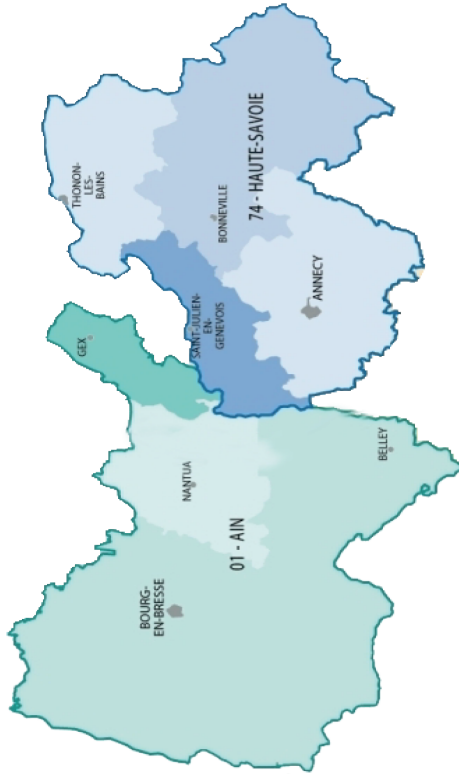 BOURG-
EN-BRESSE
01 - AIN
NANTUA
BELLEY
GEX
SAINT-JULIEN-
EN-
GENEVOIS
ANNECY
THONON-
LES-
BAINS
BONNEVILLE
74 - HAUTE-SAVOIE